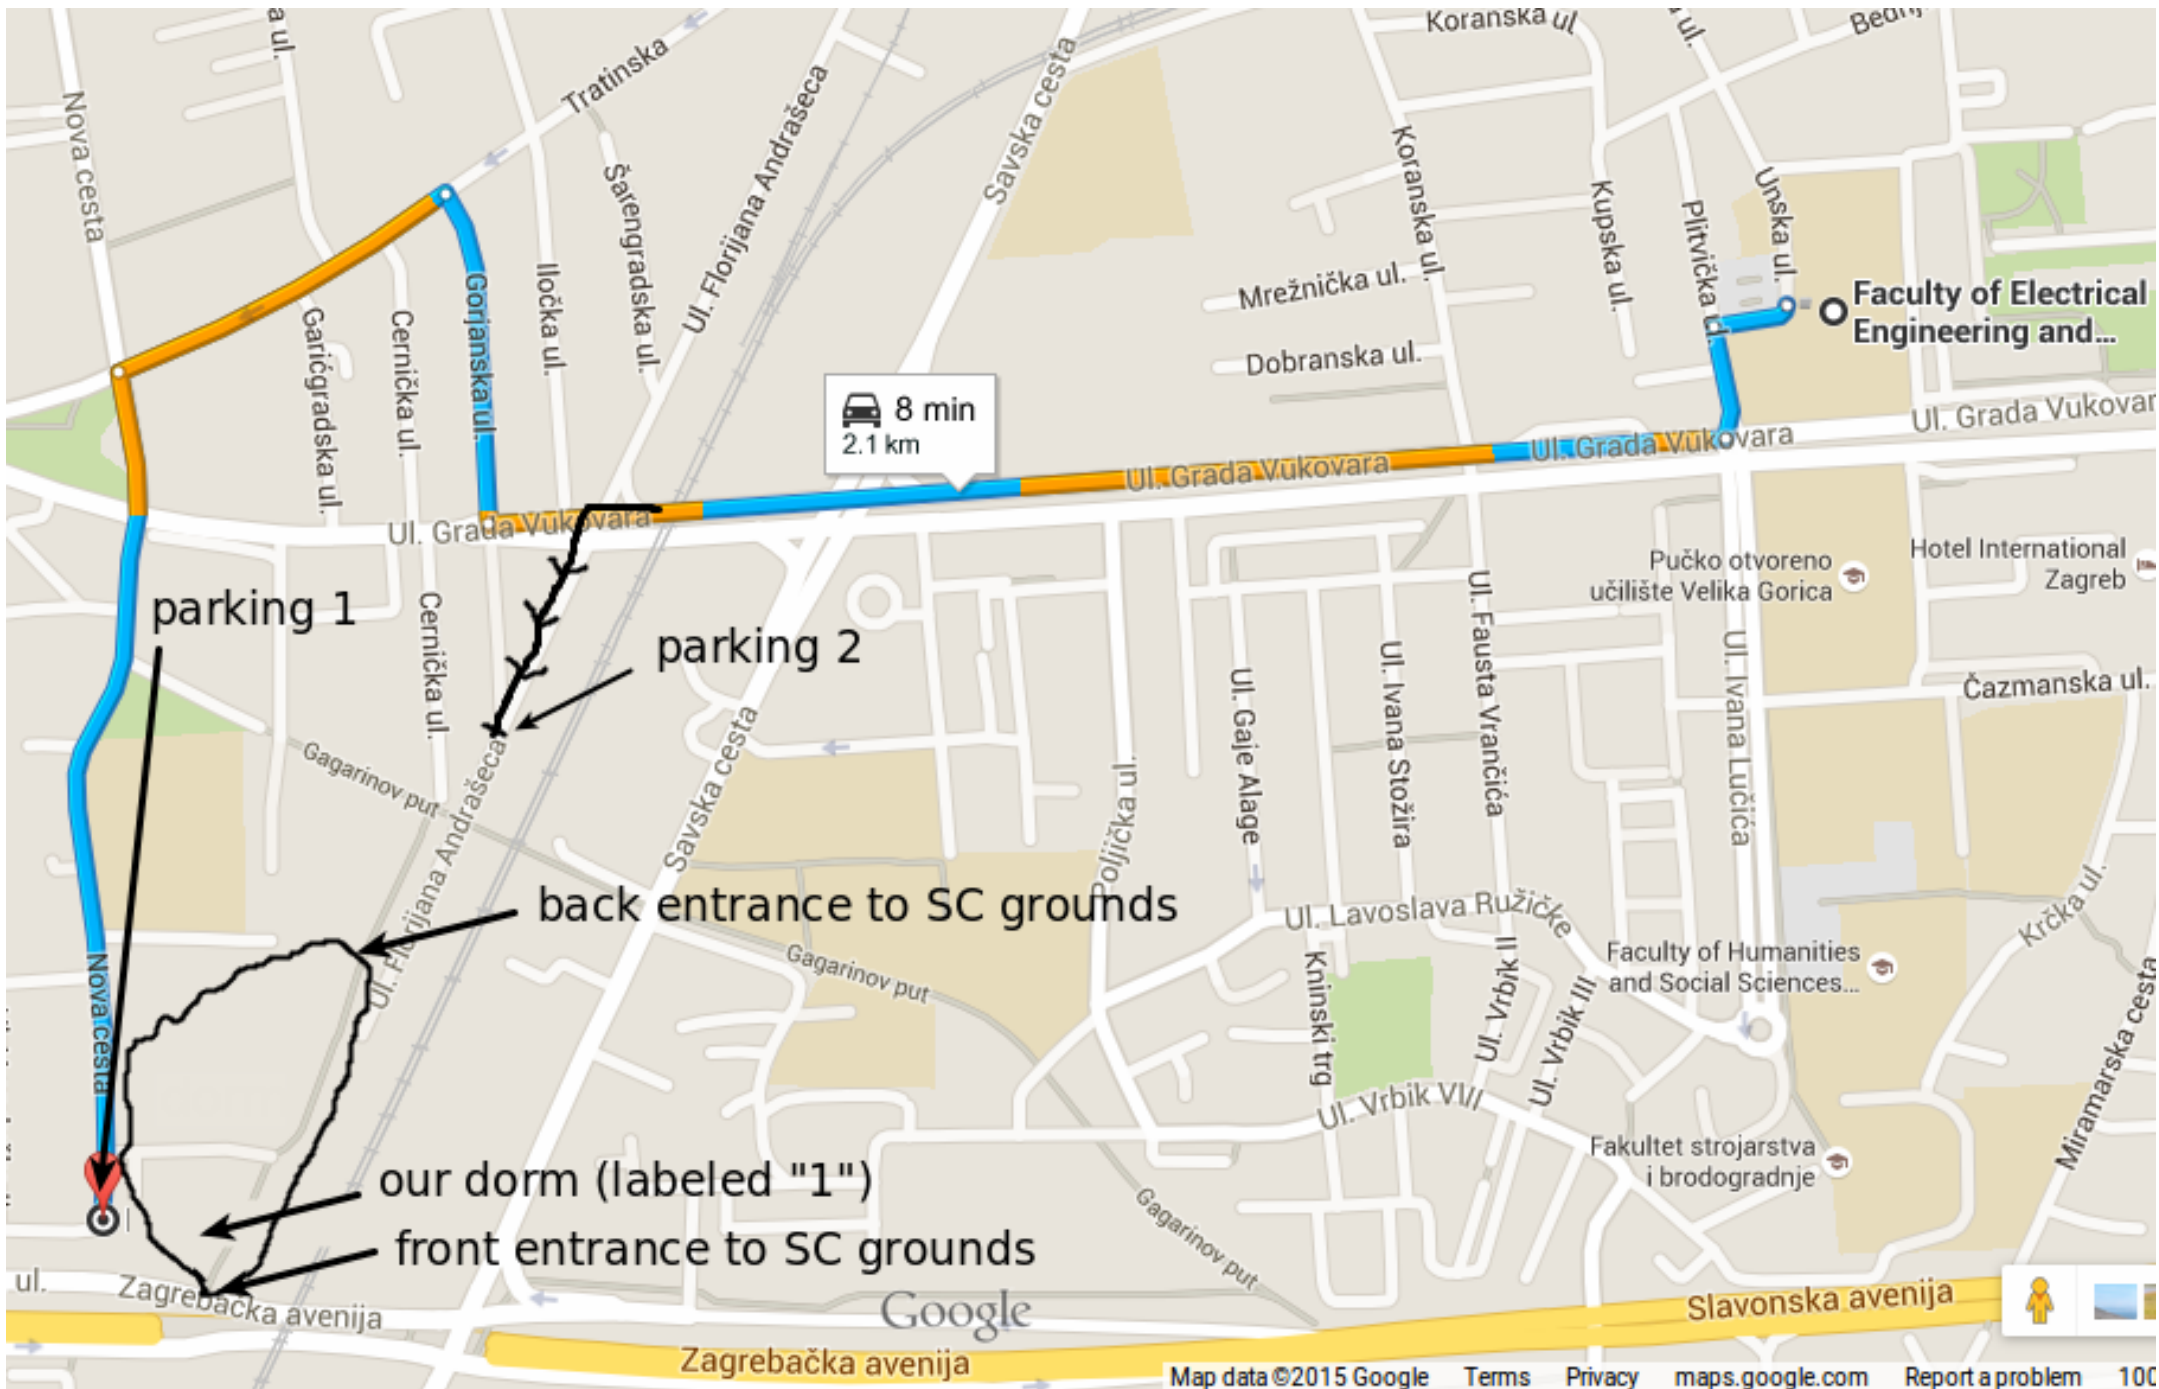 Koranska ul
ul.
Bednj
a ul.
Tratinska
Nova cesta
Ul. Florijana Andrašeca
Savska cesta
Šarengradska ul.
Koranska ul.
Kupska ul.
Plitvička ul.
Unska ul.
Iločka ul.
Gorjanska ul.
Garićgradska ul.
Cernička ul.
Mrežnička ul.
Dobranska ul.
Faculty of Electrical
Engineering and...
8 min
2.1 km
Ul. Grada Vukovara
Ul. Grada Vukovara
Ul. Grada Vukovara
Ul. Grada Vukovar
parking 1
parking 2
Cernička ul.
Pučko otvoreno
učilište Velika Gorica
Hotel International
Zagreb
Ul. Gaje Alage
Ul. Ivana Stožira
Ul. Fausta Vrančića
Ul. Ivana Lučića
Čazmanska ul.
Gagarinov put
Ul. Florijana Andrašeca
Savska cesta
Poljička ul.
back entrance to SC grounds
Ul. Lavoslava Ružičke
Krčka ul.
Faculty of Humanities
and Social Sciences...
Gagarinov put
Nova cesta
Kninski trg
Ul. Vrbik II
Ul. Vrbik III
Ul. Vrbik VIII
Miramarska cesta
Fakultet strojarstva
i brodogradnje
our dorm (labeled "1")
front entrance to SC grounds
Gagarinov put
ul.
Zagrebačka avenija
Google
Slavonska avenija
Zagrebačka avenija
Map data ©2015 Google Terms Privacy maps.google.com Report a problem 100